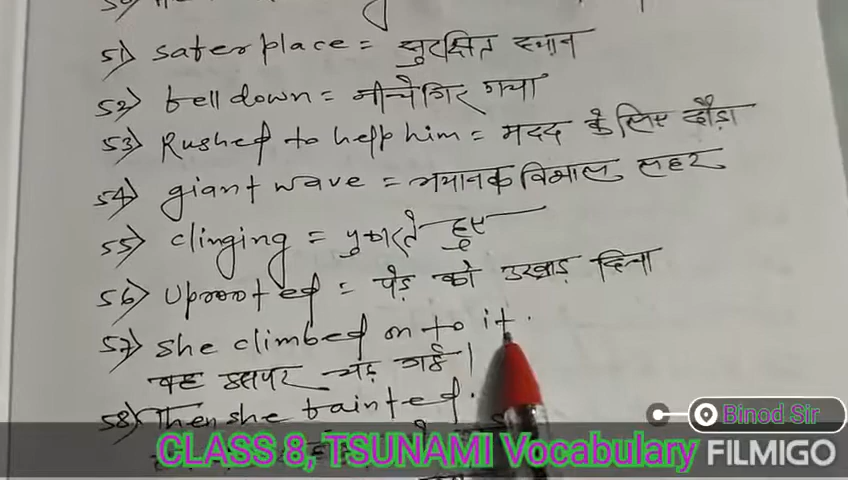 51) safer place = सुरक्षित स्थान
52) fell down = नीचे गिर गया
53) Rushed to help him = मदद के लिए दौड़ा
54) giant wave = भयानक विशाल लहर
55) clinging = पुकारते हुए
56) Uprooted = पेड़ को उखाड़ दिया
57) She climbed on to it.
वह उसपर चढ़ गई।
58) Then she fainted.
Binod Sir
CLASS 8, TSUNAMI Vocabulary FILMIGO